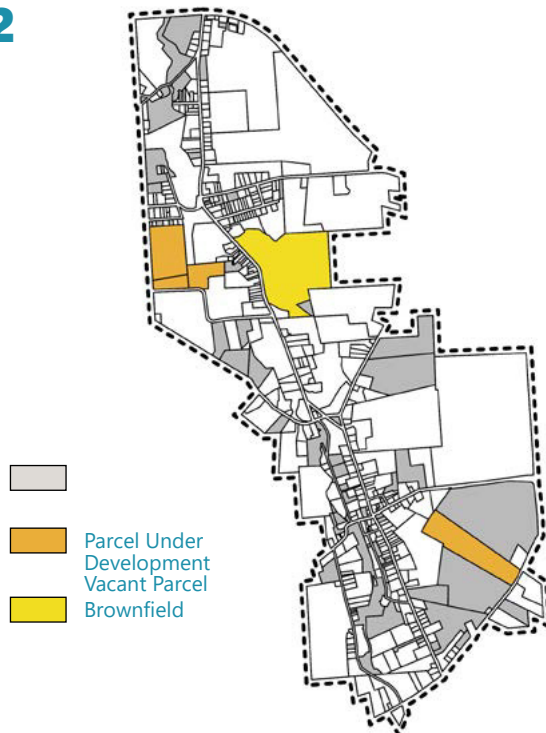 2
Parcel Under
Development
Vacant Parcel
Brownfield